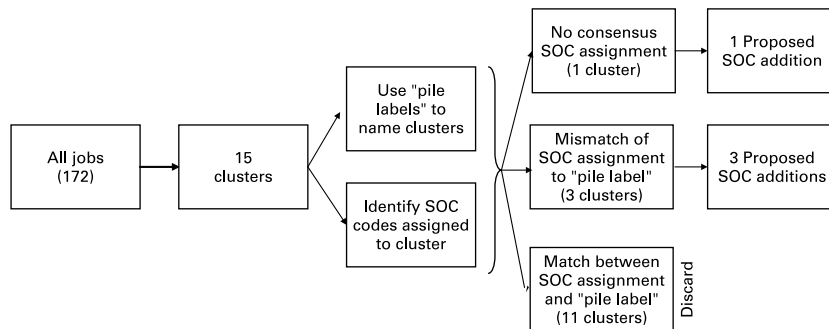 All jobs
(172)
15
clusters
Use "pile
labels" to
name clusters
Identify SOC
codes assigned
to cluster
No consensus
SOC assignment
(1 cluster)
1 Proposed
SOC addition
Mismatch of
SOC assignment
to "pile label"
(3 clusters)
3 Proposed
SOC additions
Match between
SOC assignment
and "pile label"
(11 clusters)
Discard